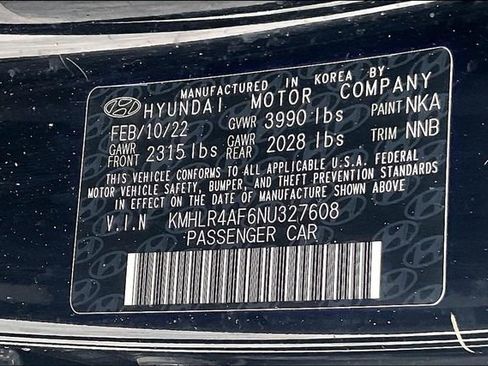 MANUFACTURED IN KOREA BY:
HYUNDAI MOTOR COMPANY
FEB/10/22 GVWR 3990 lbs PAINT NKA
GAWR FRONT 2315 lbs GAWR REAR 2028 lbs TRIM NNB
THIS VEHICLE CONFORMS TO ALL APPLICABLE U.S.A. FEDERAL
MOTOR VEHICLE SAFETY, BUMPER, AND THEFT PREVENTION STANDARDS
IN EFFECT ON THE DATE OF MANUFACTURE SHOWN ABOVE.
V.I.N KMHLR4AF6NU327608
PASSENGER CAR